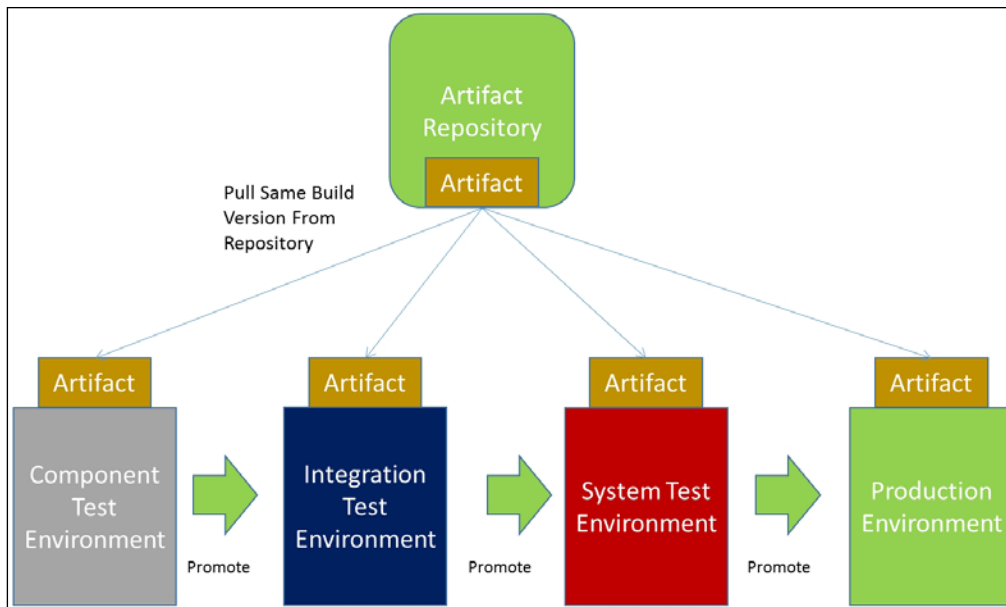 Artifact
Repository
Artifact
Pull Same Build
Version From
Repository
Artifact
Artifact
Artifact
Artifact
Component
Test
Environment
Integration
Test
Environment
System Test
Environment
Production
Environment
Promote
Promote
Promote